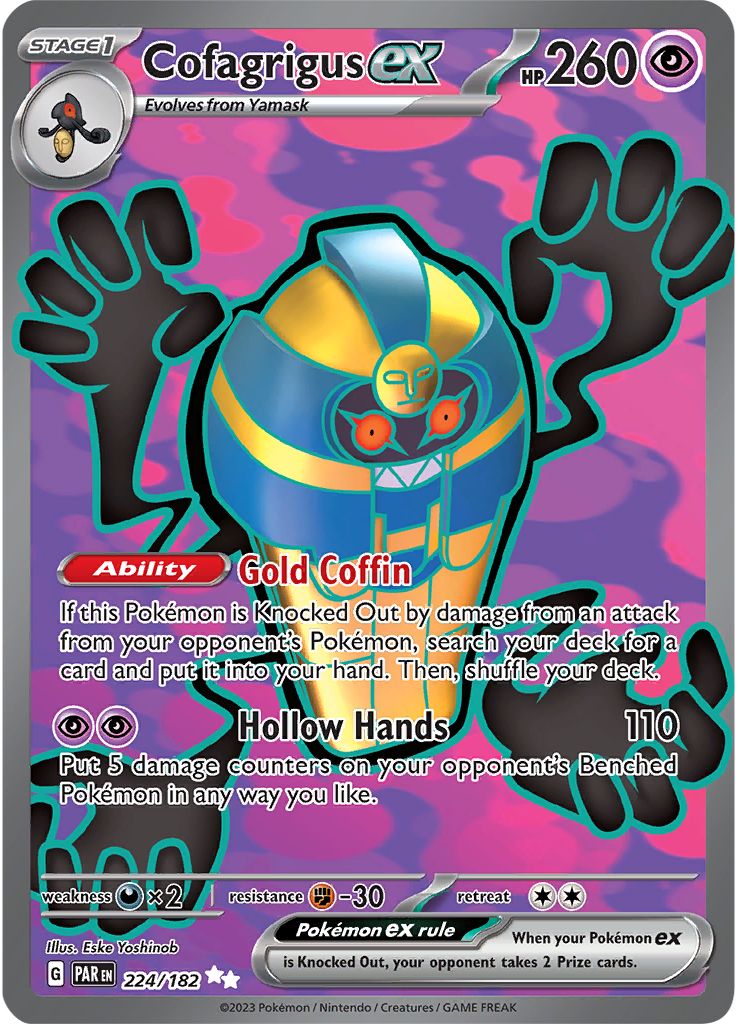 STAGE1
Cofagrigus ex
HP 260
Evolves from Yamask
Ability Gold Coffin
If this Pokémon is Knocked Out by damage from an attack
from your opponent's Pokémon, search your deck for a
card and put it into your hand. Then, shuffle your deck.
Hollow Hands 110
Put 5 damage counters on your opponent's Benched
Pokémon in any way you like.
weakness ×2 resistance -30 retreat
Illus. Eske Yoshinob
Pokémon ex rule
When your Pokémon ex
is Knocked Out, your opponent takes 2 Prize cards.
G PAR EN 224/182
©2023 Pokémon / Nintendo / Creatures / GAME FREAK